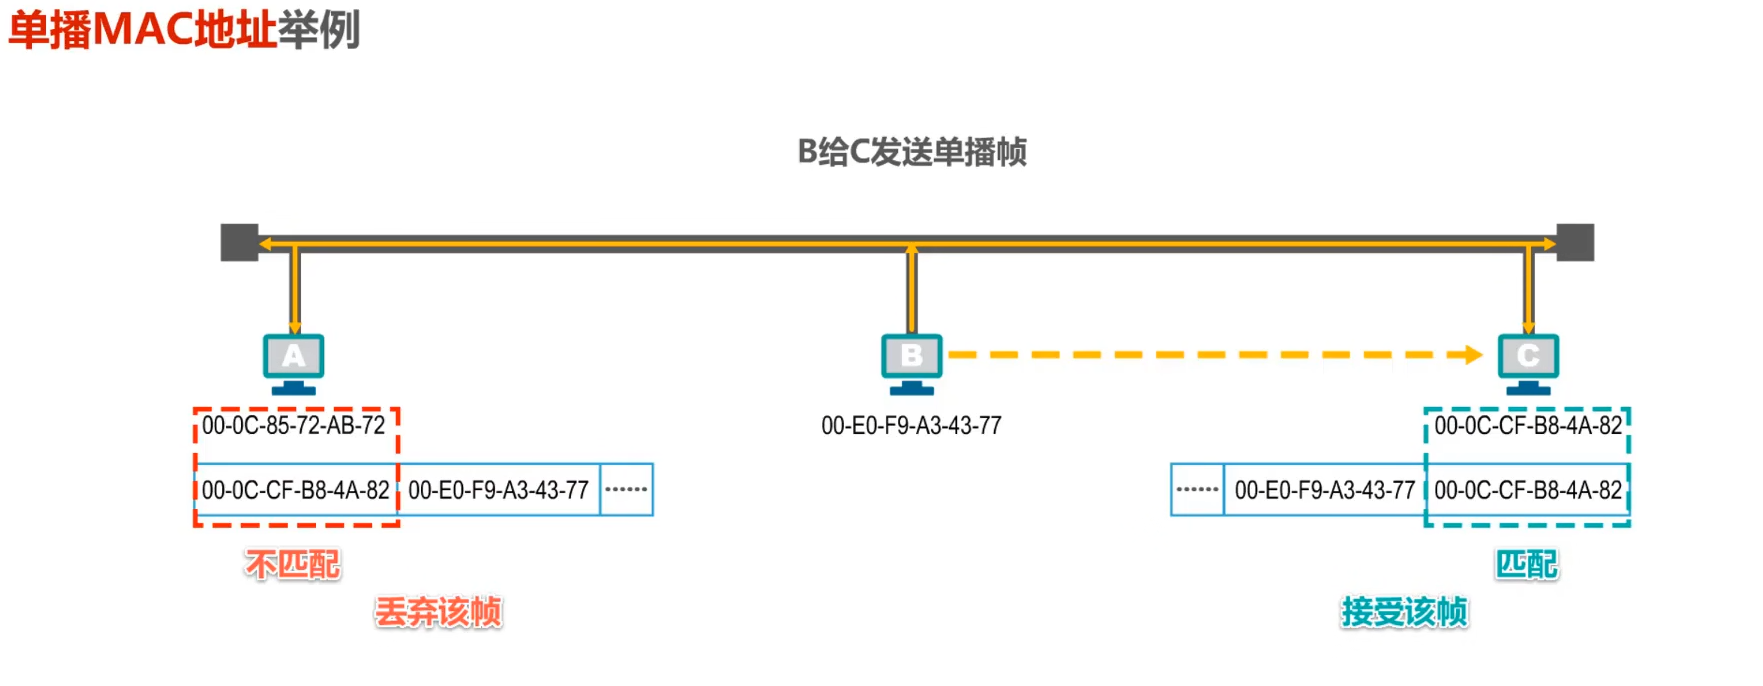 单播MAC地址举例
B给C发送单播帧
A
B
C
00-0C-85-72-AB-72
00-E0-F9-A3-43-77
00-0C-CF-B8-4A-82
00-0C-CF-B8-4A-82 00-E0-F9-A3-43-77 ······
······ 00-E0-F9-A3-43-77 00-0C-CF-B8-4A-82
不匹配
匹配
丢弃该帧
接受该帧